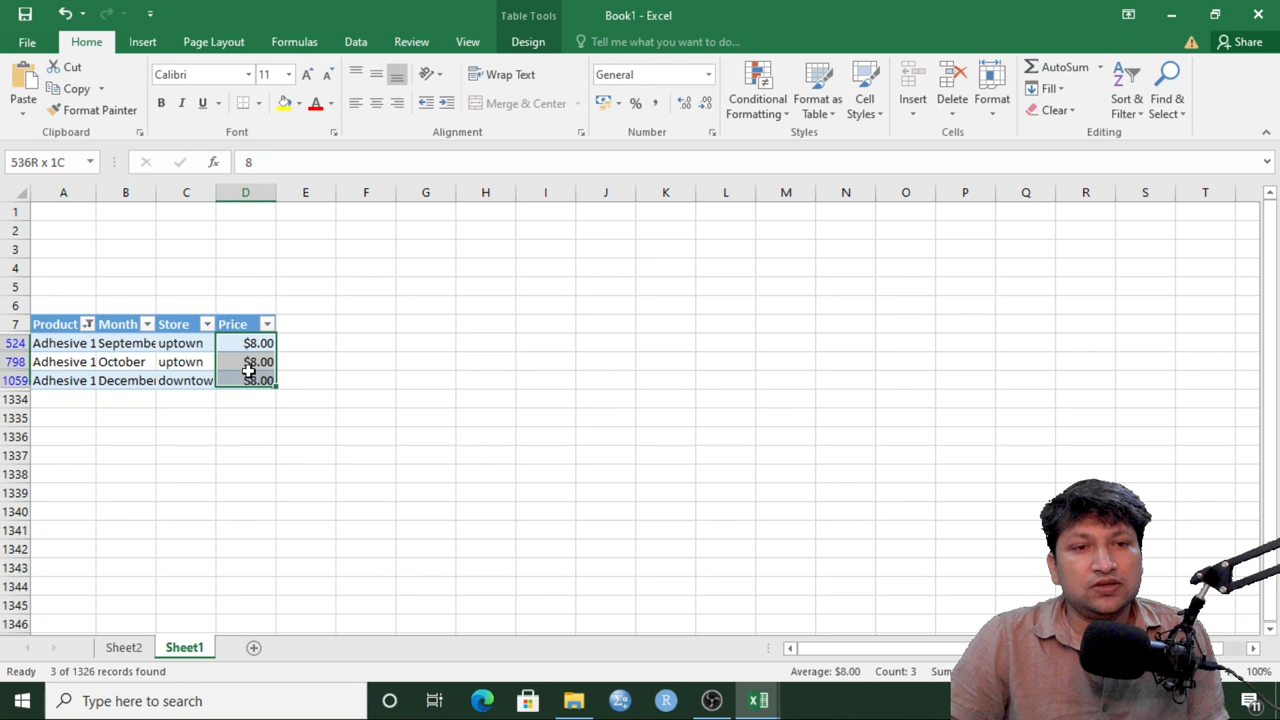 Table Tools
Book1 - Excel
File
Home
Insert
Page Layout
Formulas
Data
Review
View
Design
Tell me what you want to do...
Share
Paste
Cut
Copy
Format Painter
Clipboard
Calibri
11
B I U
Font
Wrap Text
Merge & Center
Alignment
General
%
Number
Conditional Formatting
Format as Table
Cell Styles
Styles
Insert
Delete
Format
Cells
AutoSum
Fill
Clear
Sort & Filter
Find & Select
Editing
536R x 1C
fx
8
A B C D E F G H I J K L M N O P Q R S T
1
2
3
4
5
6
7 Product Month Store Price
524 Adhesive 1 Septembe uptown $8.00
798 Adhesive 1 October uptown $8.00
1059 Adhesive 1 December downtow $8.00
1334
1335
1336
1337
1338
1339
1340
1341
1342
1343
1344
1345
1346
Sheet2
Sheet1
Ready
3 of 1326 records found
Average: $8.00
Count: 3
100%
Type here to search
R